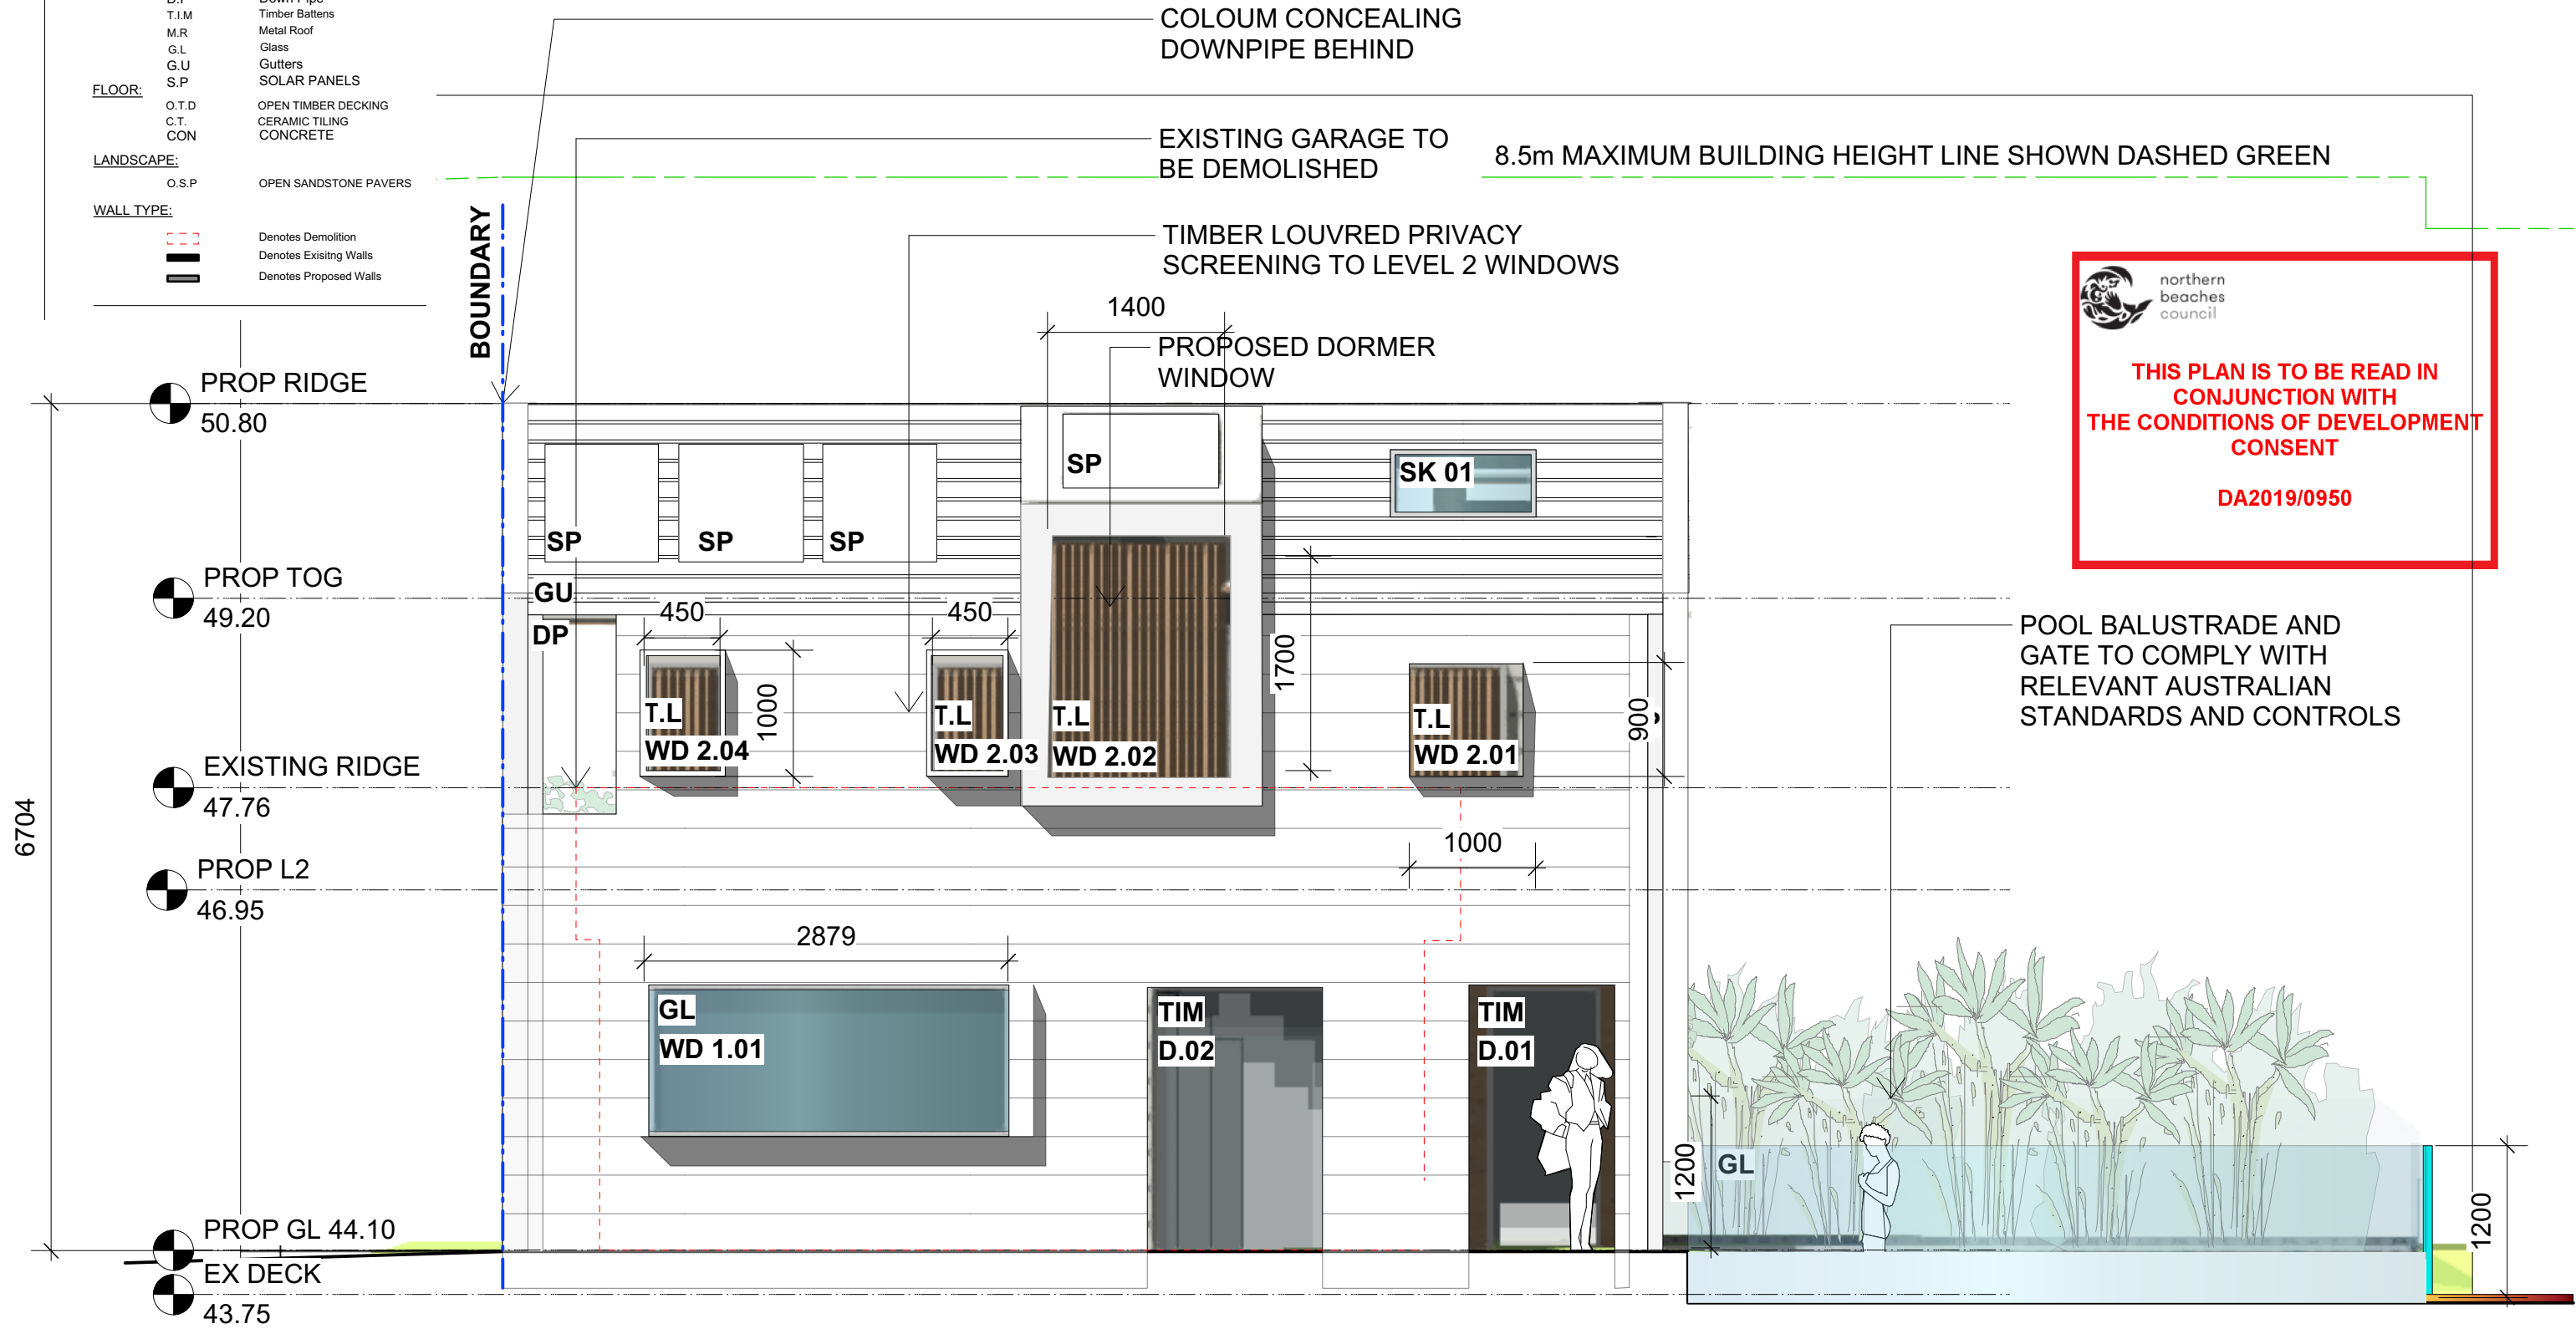 D.P Down Pipe
T.I.M Timber Battens
M.R Metal Roof
G.L Glass
G.U Gutters
S.P SOLAR PANELS
FLOOR:
O.T.D OPEN TIMBER DECKING
C.T. CERAMIC TILING
CON CONCRETE
LANDSCAPE:
O.S.P OPEN SANDSTONE PAVERS
WALL TYPE:
Denotes Demolition
Denotes Exisitng Walls
Denotes Proposed Walls
BOUNDARY
COLOUM CONCEALING
DOWNPIPE BEHIND
EXISTING GARAGE TO
BE DEMOLISHED
8.5m MAXIMUM BUILDING HEIGHT LINE SHOWN DASHED GREEN
TIMBER LOUVRED PRIVACY
SCREENING TO LEVEL 2 WINDOWS
1400
PROPOSED DORMER
WINDOW
northern
beaches
council
THIS PLAN IS TO BE READ IN
CONJUNCTION WITH
THE CONDITIONS OF DEVELOPMENT
CONSENT
DA2019/0950
PROP RIDGE
50.80
PROP TOG
49.20
EXISTING RIDGE
47.76
PROP L2
46.95
6704
PROP GL 44.10
EX DECK
43.75
SP
SP
SP
SP
SK 01
GU
DP
450
450
1000
1700
900
T.L
WD 2.04
T.L
WD 2.03
T.L
WD 2.02
T.L
WD 2.01
1000
POOL BALUSTRADE AND
GATE TO COMPLY WITH
RELEVANT AUSTRALIAN
STANDARDS AND CONTROLS
2879
GL
WD 1.01
TIM
D.02
TIM
D.01
1200
GL
1200